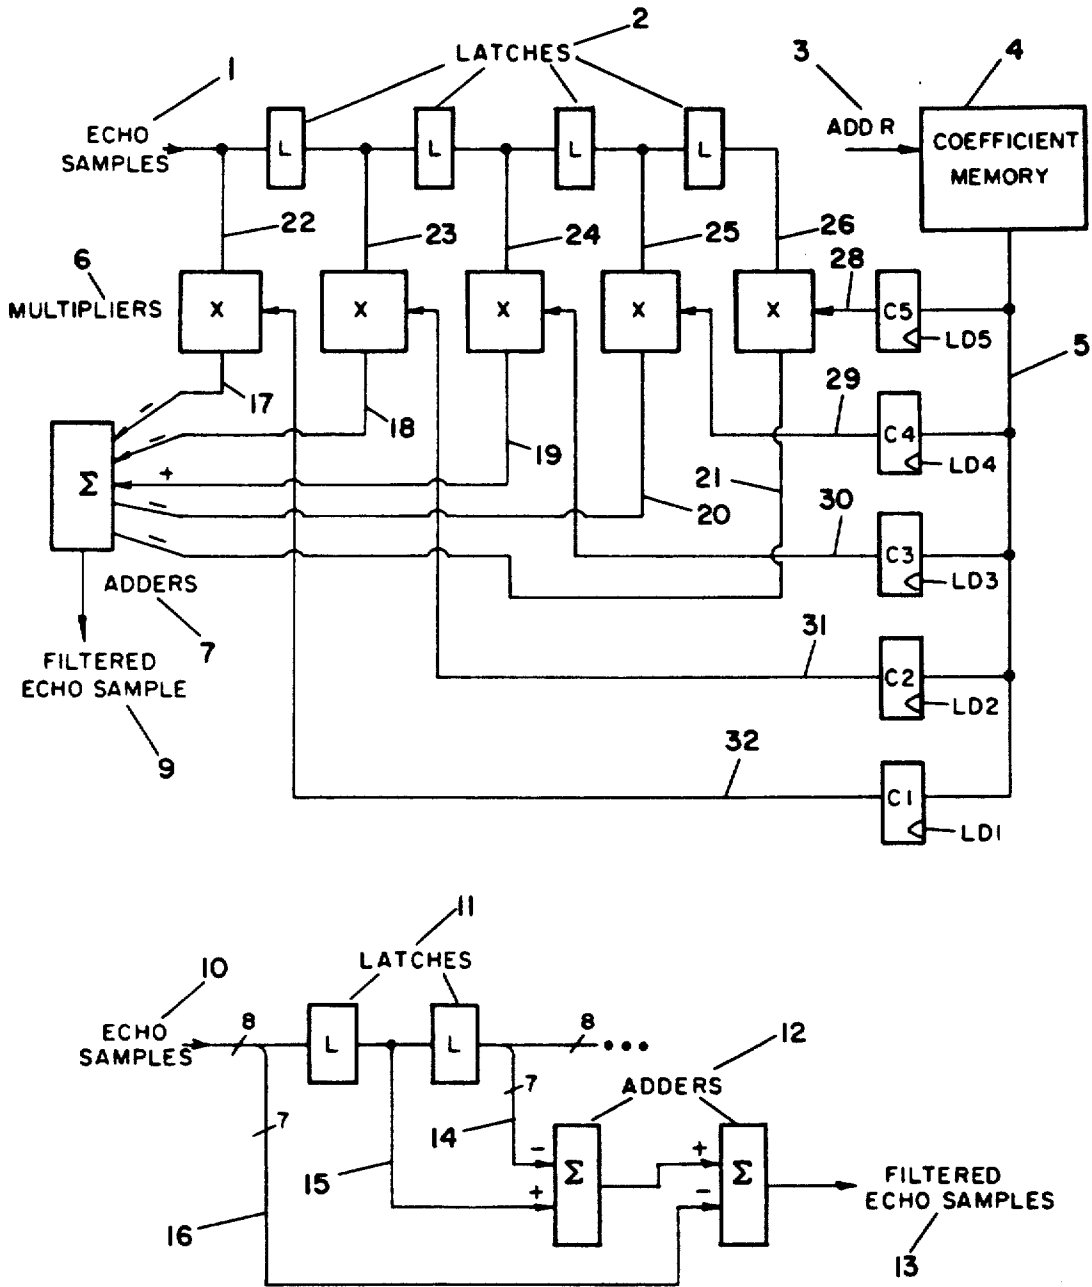 2
LATCHES
3
4
1
ECHO
SAMPLES
L
L
L
L
ADDR
COEFFICIENT
MEMORY
22
23
24
25
26
28
6
MULTIPLIERS
X
X
X
X
X
C5
LD5
5
17
18
19
20
21
29
C4
LD4
-
-
+
-
-
Σ
30
C3
LD3
ADDERS
7
FILTERED
ECHO SAMPLE
9
31
C2
LD2
32
C1
LD1
11
LATCHES
10
ECHO
SAMPLES
8
L
L
8
12
ADDERS
7
7
14
15
16
-
+
Σ
+
-
Σ
FILTERED
ECHO SAMPLES
13